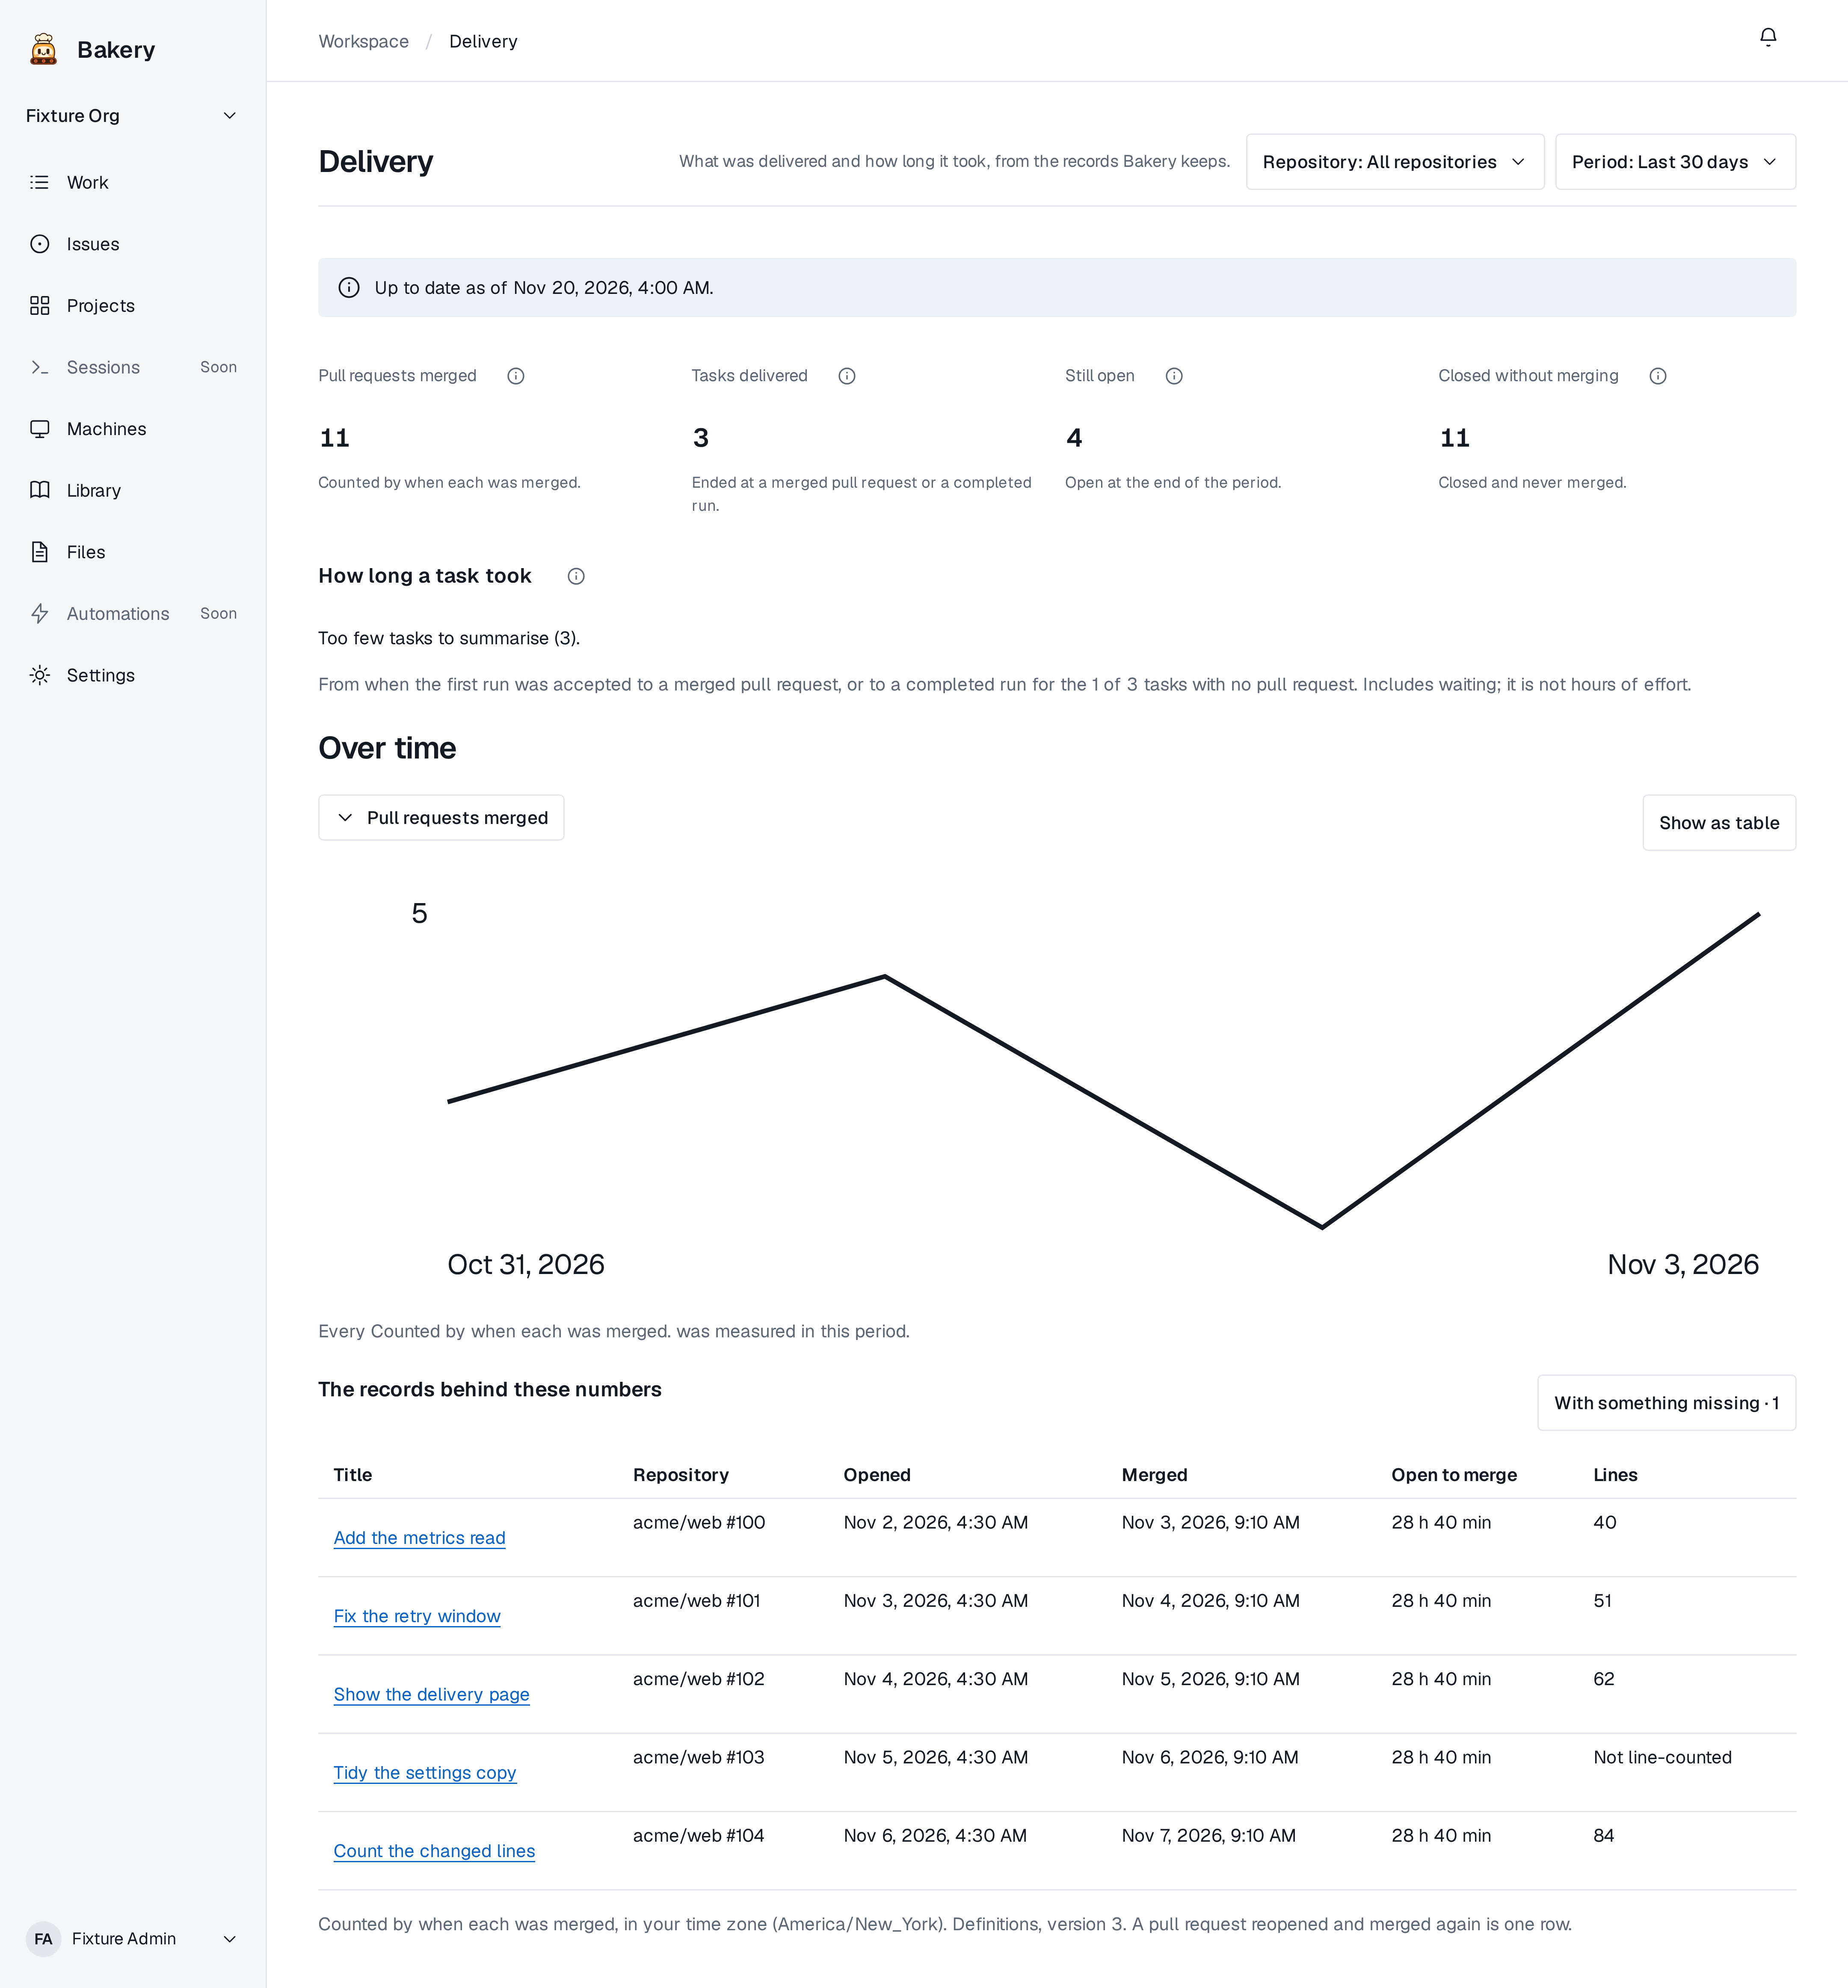 Bakery
Fixture Org
Work
Issues
Projects
Sessions Soon
Machines
Library
Files
Automations Soon
Settings
FA Fixture Admin
Workspace / Delivery
Delivery
What was delivered and how long it took, from the records Bakery keeps.
Repository: All repositories
Period: Last 30 days
Up to date as of Nov 20, 2026, 4:00 AM.
Pull requests merged
11
Counted by when each was merged.
Tasks delivered
3
Ended at a merged pull request or a completed
run.
Still open
4
Open at the end of the period.
Closed without merging
11
Closed and never merged.
How long a task took
Too few tasks to summarise (3).
From when the first run was accepted to a merged pull request, or to a completed run for the 1 of 3 tasks with no pull request. Includes waiting; it is not hours of effort.
Over time
Pull requests merged
Show as table
5
Oct 31, 2026 Nov 3, 2026
Every Counted by when each was merged. was measured in this period.
The records behind these numbers
With something missing · 1
Title Repository Opened Merged Open to merge Lines
Add the metrics read acme/web #100 Nov 2, 2026, 4:30 AM Nov 3, 2026, 9:10 AM 28 h 40 min 40
Fix the retry window acme/web #101 Nov 3, 2026, 4:30 AM Nov 4, 2026, 9:10 AM 28 h 40 min 51
Show the delivery page acme/web #102 Nov 4, 2026, 4:30 AM Nov 5, 2026, 9:10 AM 28 h 40 min 62
Tidy the settings copy acme/web #103 Nov 5, 2026, 4:30 AM Nov 6, 2026, 9:10 AM 28 h 40 min Not line-counted
Count the changed lines acme/web #104 Nov 6, 2026, 4:30 AM Nov 7, 2026, 9:10 AM 28 h 40 min 84
Counted by when each was merged, in your time zone (America/New_York). Definitions, version 3. A pull request reopened and merged again is one row.